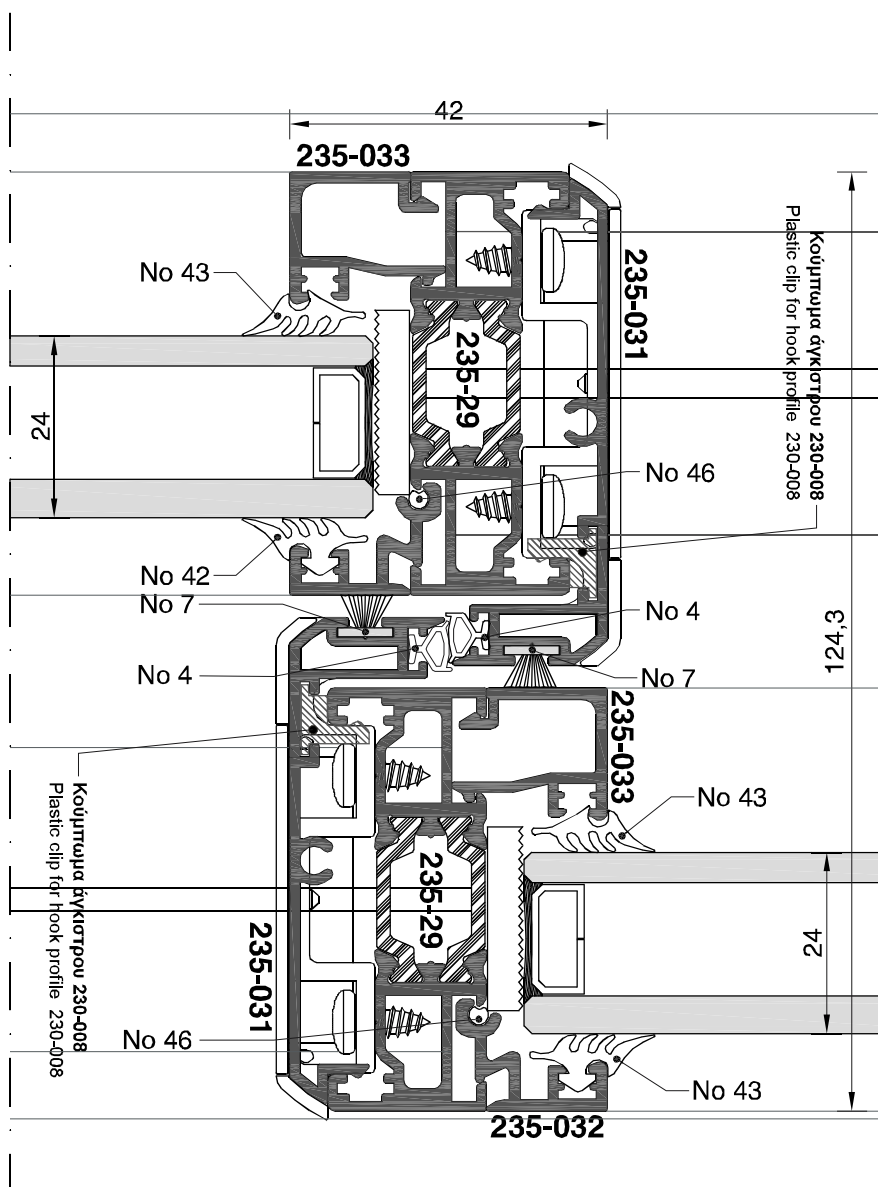 42
235-033
No 43
235-031
Κούμπωμα άγκιστρου 230-008
Plastic clip for hook profile 230-008
24
235-29
No 46
No 42
No 7
No 4
124,3
No 4
No 7
235-033
No 43
Κούμπωμα άγκιστρου 230-008
Plastic clip for hook profile 230-008
235-29
235-031
24
No 46
No 43
235-032